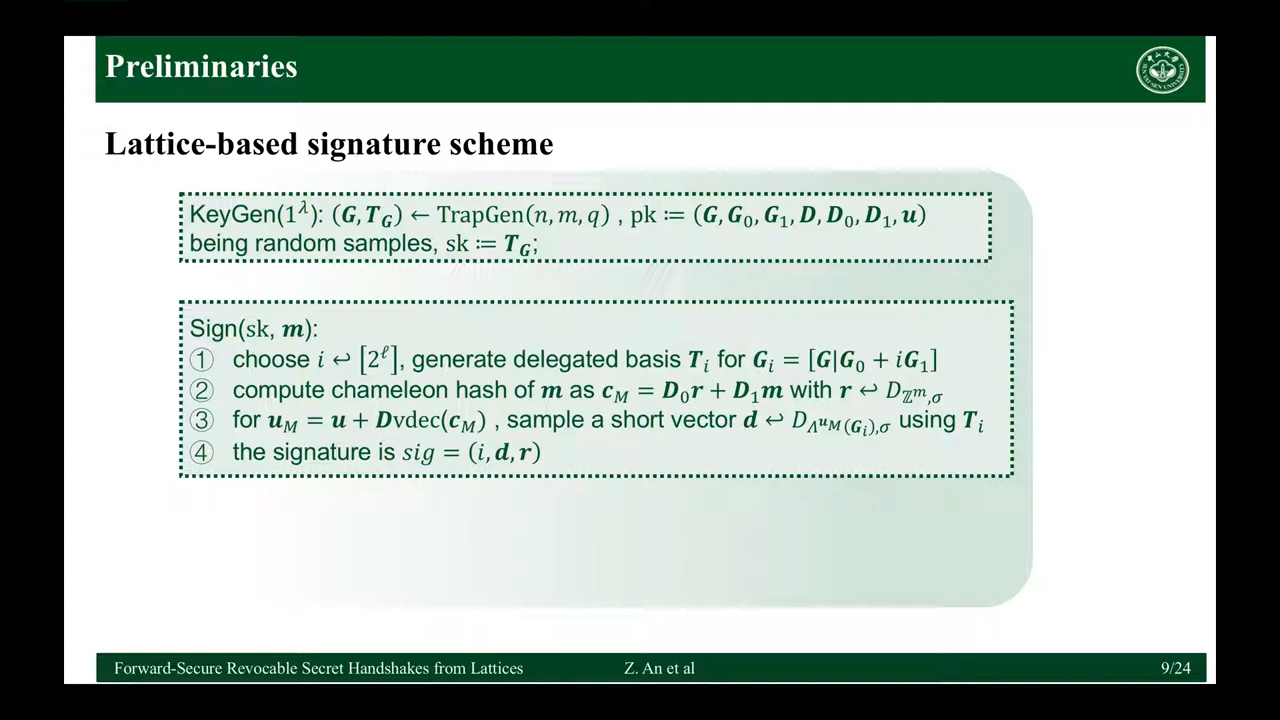 Preliminaries
Lattice-based signature scheme
KeyGen(1^λ): (G, T_G) ← TrapGen(n, m, q) , pk ≔ (G, G_0, G_1, D, D_0, D_1, u)
being random samples, sk ≔ T_G;
Sign(sk, m):
① choose i ↩ [2^ℓ], generate delegated basis T_i for G_i = [G|G_0 + iG_1]
② compute chameleon hash of m as c_M = D_0r + D_1m with r ↩ D_{ℤ^m,σ}
③ for u_M = u + Dvdec(c_M) , sample a short vector d ↩ D_{Λ^{u_M}(G_i),σ} using T_i
④ the signature is sig = (i, d, r)
Forward-Secure Revocable Secret Handshakes from Lattices Z. An et al 9/24